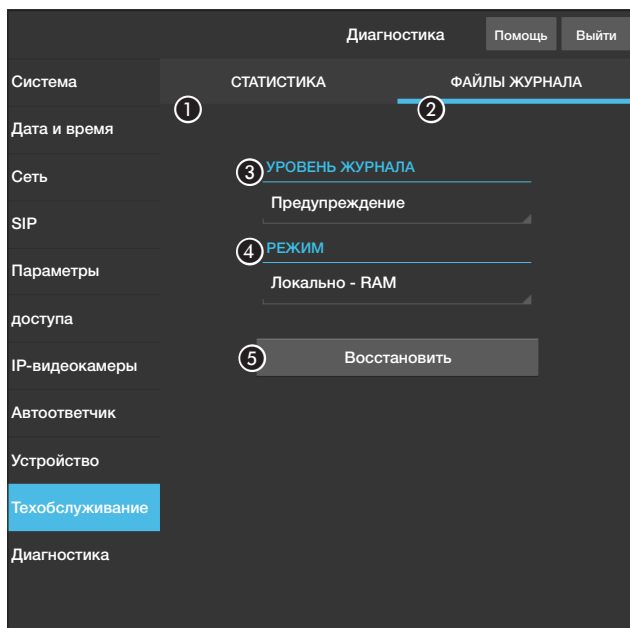 Диагностика Помощь Выйти
Система
Дата и время
Сеть
SIP
Параметры
доступа
IP-видеокамеры
Автоответчик
Устройство
Техобслуживание
Диагностика
СТАТИСТИКА ФАЙЛЫ ЖУРНАЛА
1 2
3 УРОВЕНЬ ЖУРНАЛА
Предупреждение
4 РЕЖИМ
Локально - RAM
5 Восстановить